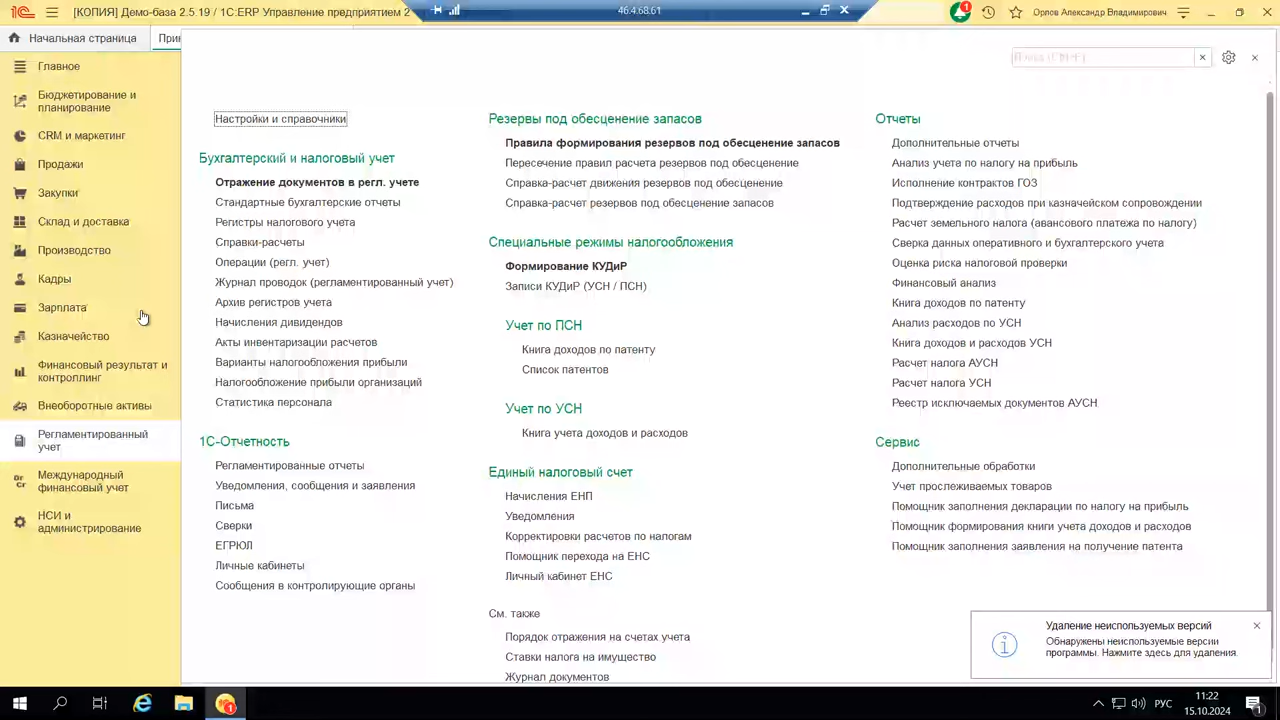 [КОПИЯ] Демо-база 2.5.19 / 1С:ERP Управление предприятием 2
46.4.68.61
1
Орлов Александр Владимирович
Начальная страница
При
Главное
Бюджетирование и
планирование
CRM и маркетинг
Продажи
Закупки
Склад и доставка
Производство
Кадры
Зарплата
Казначейство
Финансовый результат и
контроллинг
Внеоборотные активы
Регламентированный
учет
Международный
финансовый учет
НСИ и
администрирование
Настройки и справочники
Бухгалтерский и налоговый учет
Отражение документов в регл. учете
Стандартные бухгалтерские отчеты
Регистры налогового учета
Справки-расчеты
Операции (регл. учет)
Журнал проводок (регламентированный учет)
Архив регистров учета
Начисления дивидендов
Акты инвентаризации расчетов
Варианты налогообложения прибыли
Налогообложение прибыли организаций
Статистика персонала
1С-Отчетность
Регламентированные отчеты
Уведомления, сообщения и заявления
Письма
Сверки
ЕГРЮЛ
Личные кабинеты
Сообщения в контролирующие органы
Резервы под обесценение запасов
Правила формирования резервов под обесценение запасов
Пересечение правил расчета резервов под обесценение
Справка-расчет движения резервов под обесценение
Справка-расчет резервов под обесценение запасов
Специальные режимы налогообложения
Формирование КУДиР
Записи КУДиР (УСН / ПСН)
Учет по ПСН
Книга доходов по патенту
Список патентов
Учет по УСН
Книга учета доходов и расходов
Единый налоговый счет
Начисления ЕНП
Уведомления
Корректировки расчетов по налогам
Помощник перехода на ЕНС
Личный кабинет ЕНС
См. также
Порядок отражения на счетах учета
Ставки налога на имущество
Журнал документов
Отчеты
Дополнительные отчеты
Анализ учета по налогу на прибыль
Исполнение контрактов ГОЗ
Подтверждение расходов при казначейском сопровождении
Расчет земельного налога (авансового платежа по налогу)
Сверка данных оперативного и бухгалтерского учета
Оценка риска налоговой проверки
Финансовый анализ
Книга доходов по патенту
Анализ расходов по УСН
Книга доходов и расходов УСН
Расчет налога АУСН
Расчет налога УСН
Реестр исключаемых документов АУСН
Сервис
Дополнительные обработки
Учет прослеживаемых товаров
Помощник заполнения декларации по налогу на прибыль
Помощник формирования книги учета доходов и расходов
Помощник заполнения заявления на получение патента
Удаление неиспользуемых версий
Обнаружены неиспользуемые версии
программы. Нажмите здесь для удаления.
1
РУС
11:22
15.10.2024
1